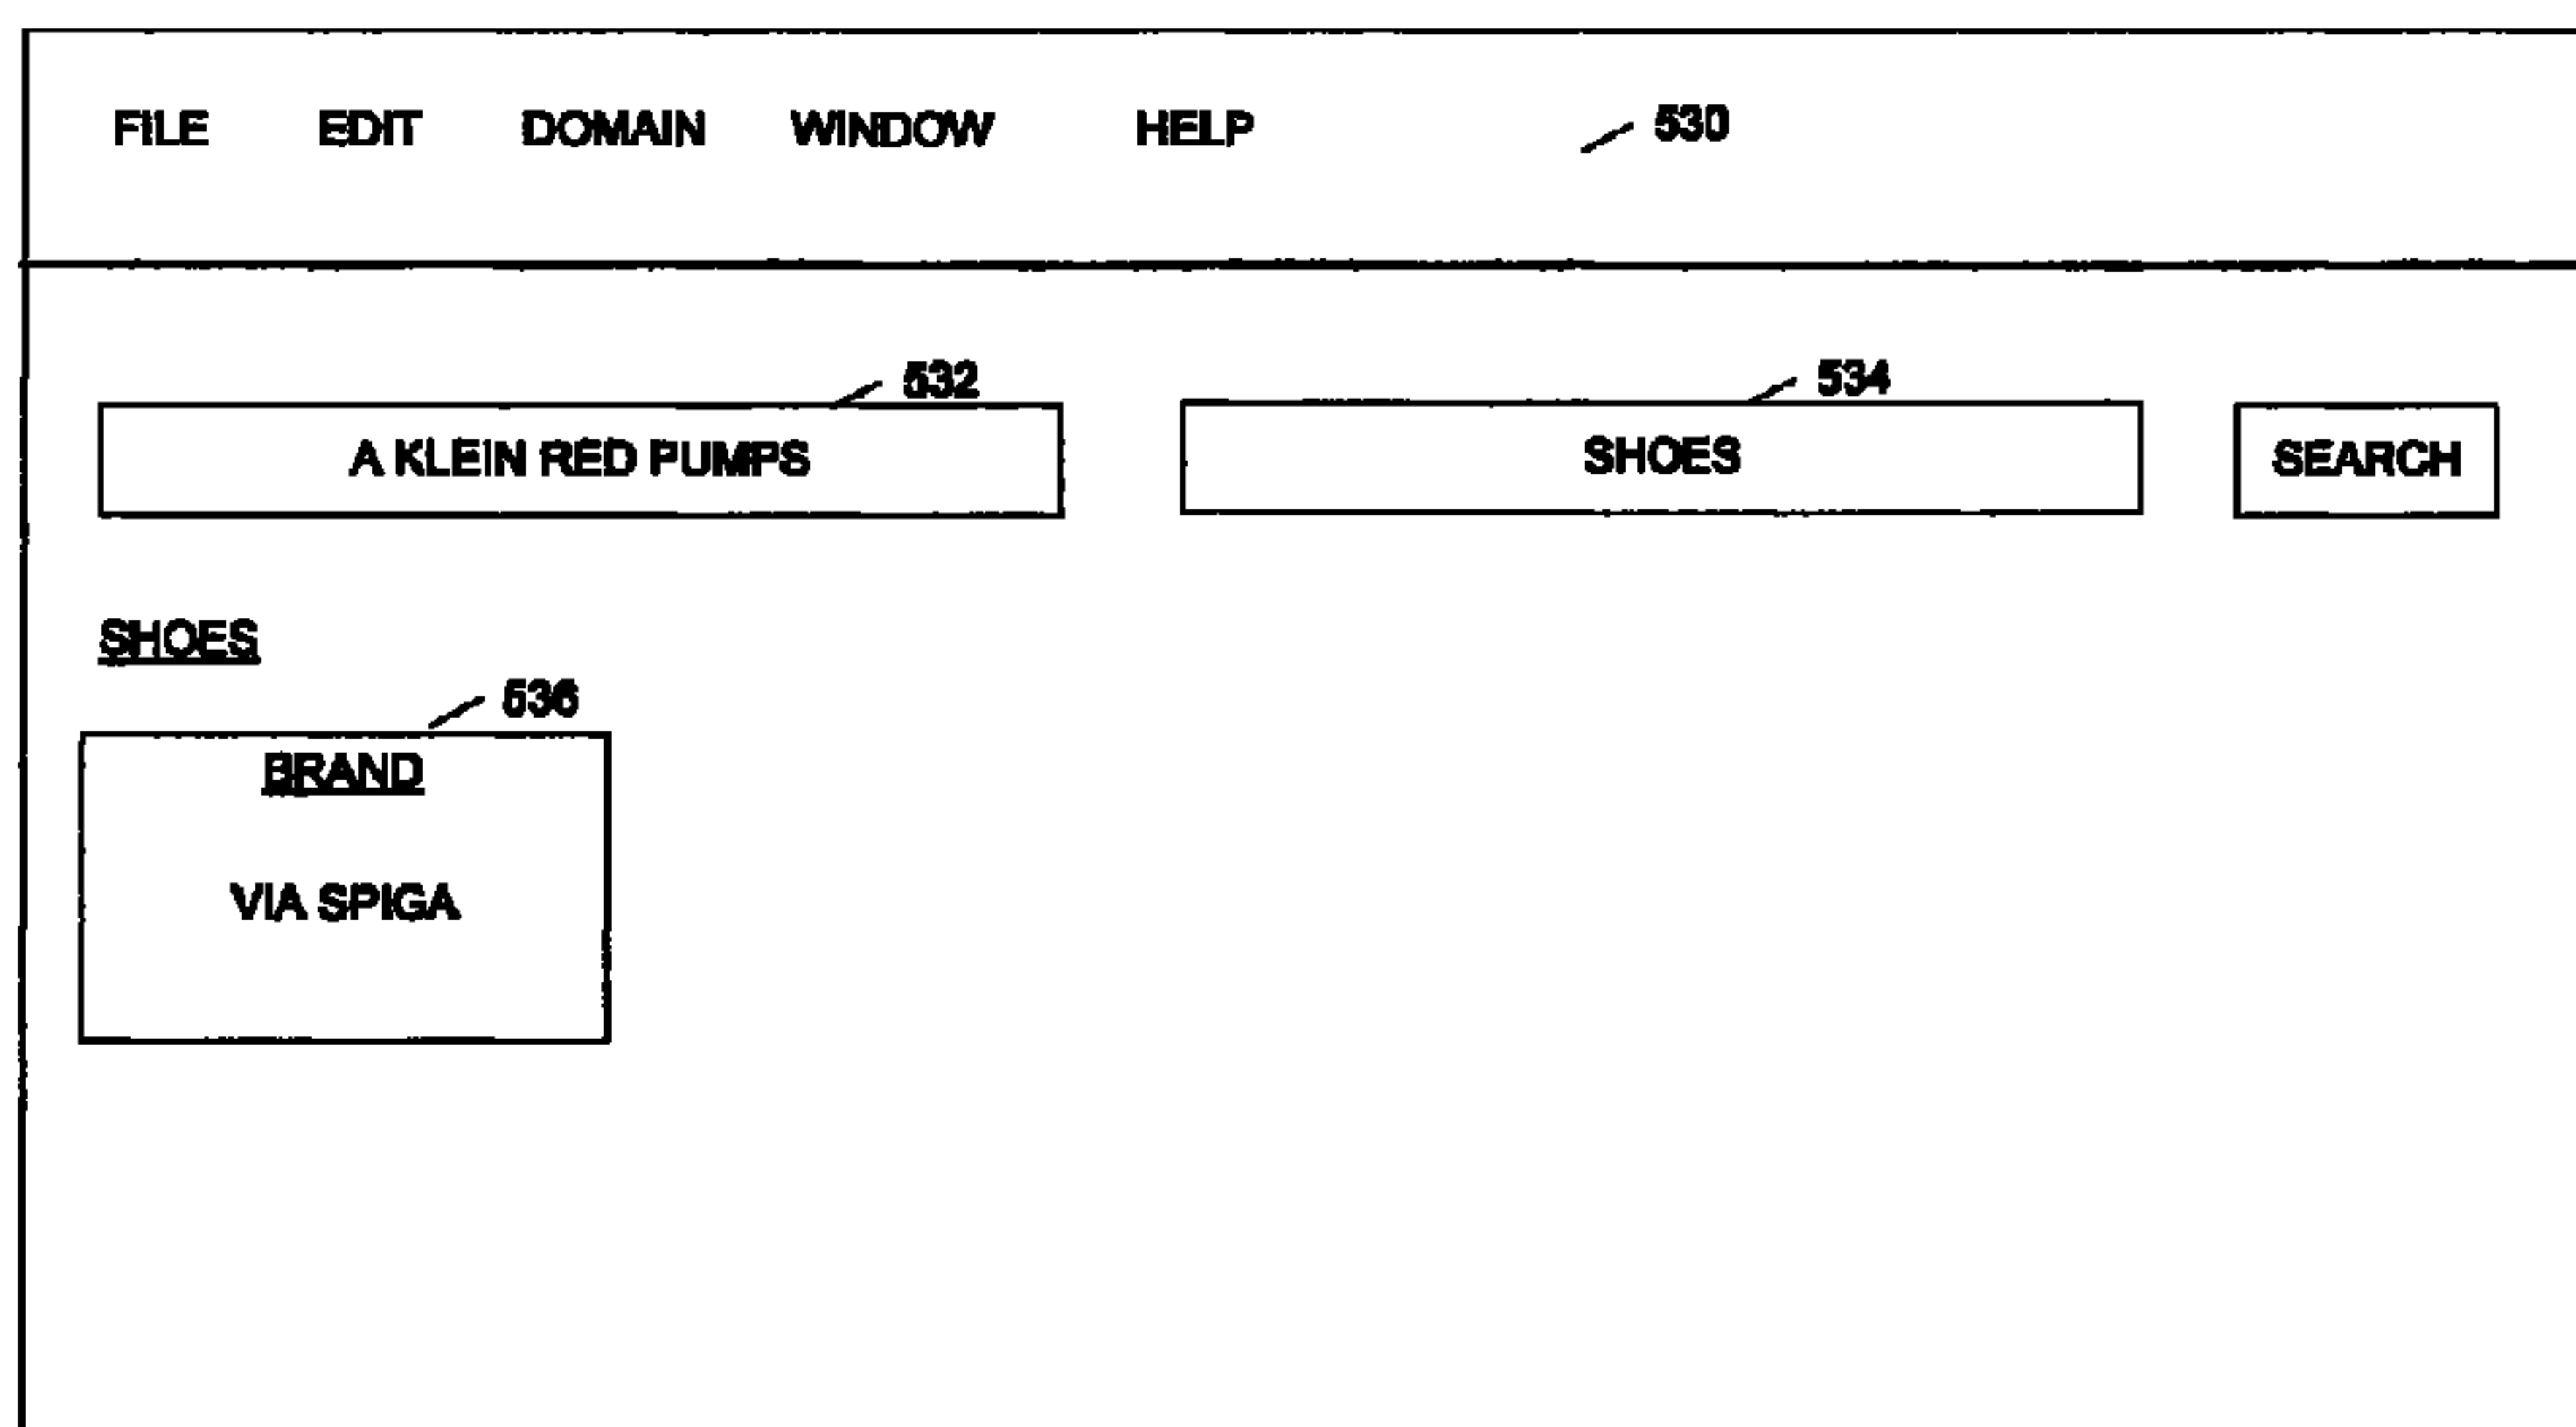 FILE EDIT DOMAIN WINDOW HELP 530
532 534
A KLEIN RED PUMPS SHOES SEARCH
SHOES
536
BRAND
VIA SPIGA